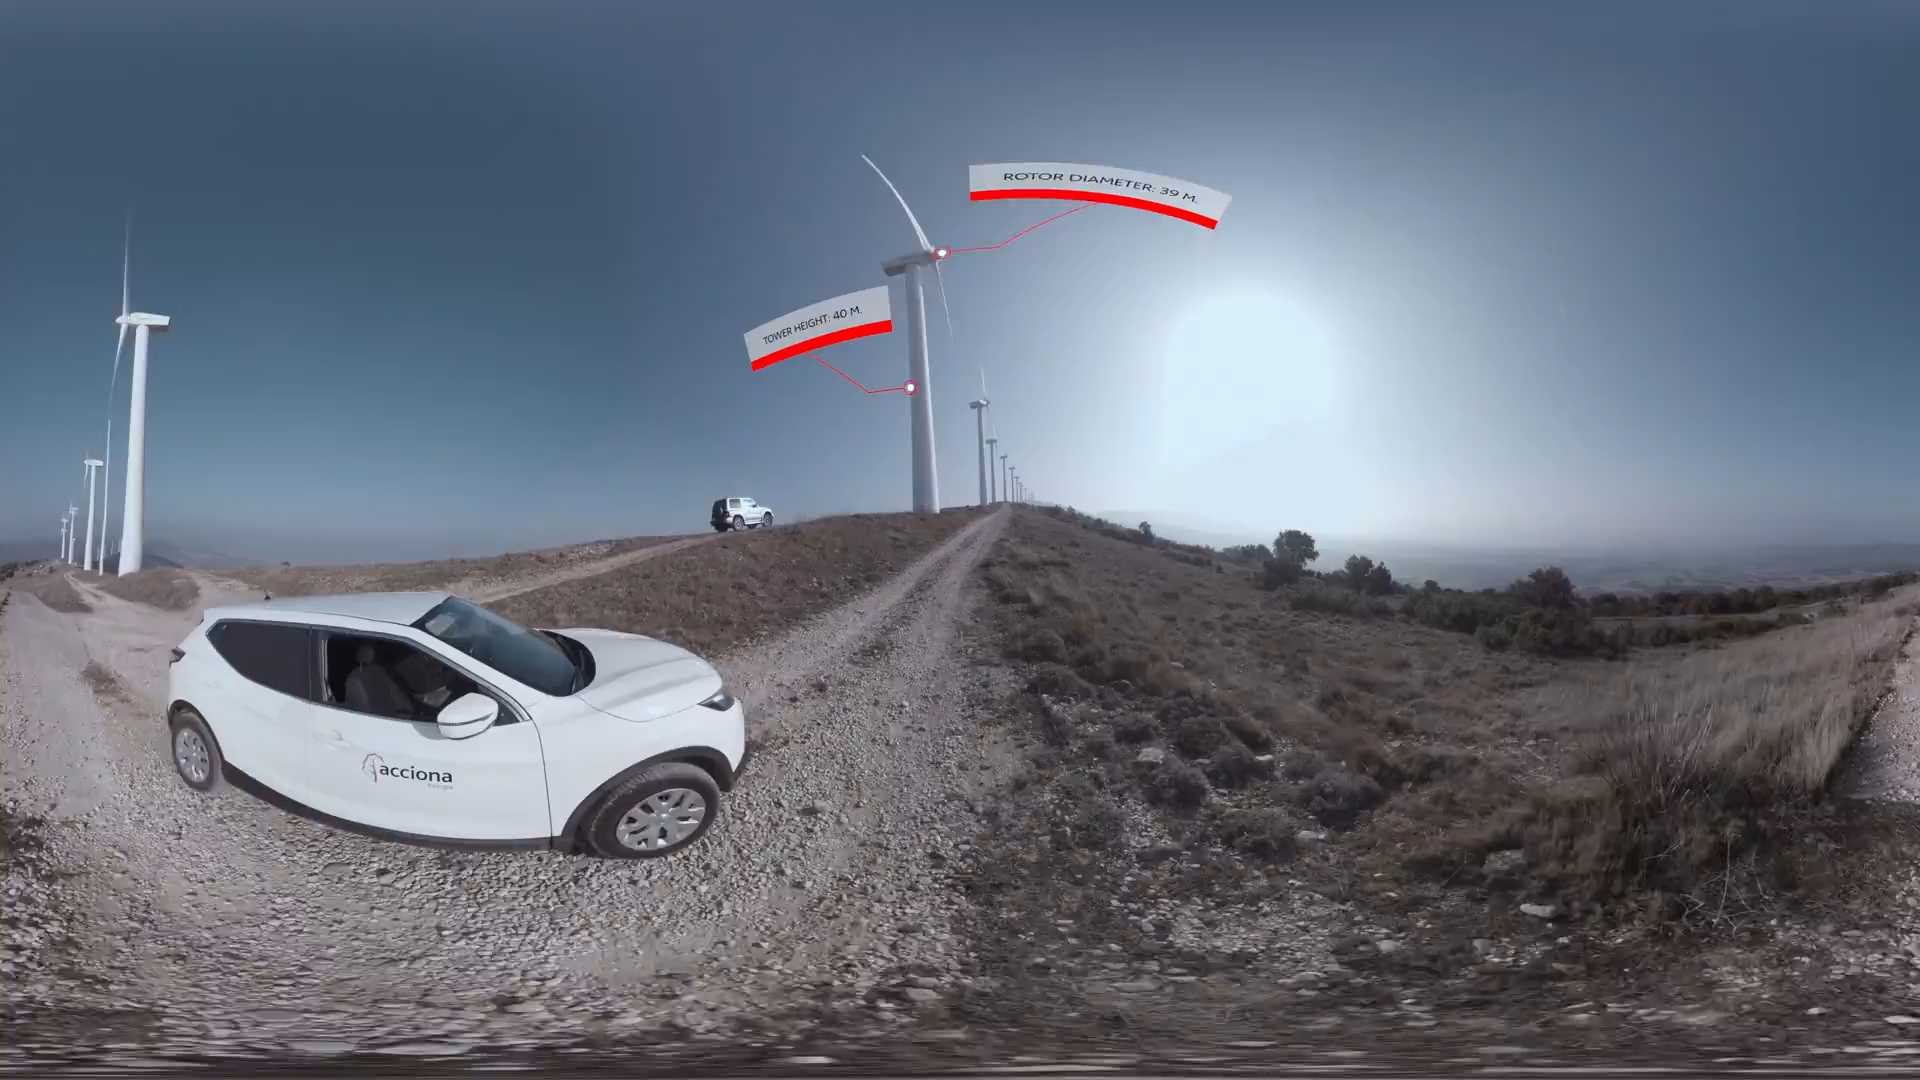 ROTOR DIAMETER: 39 M.
TOWER HEIGHT: 40 M.
acciona